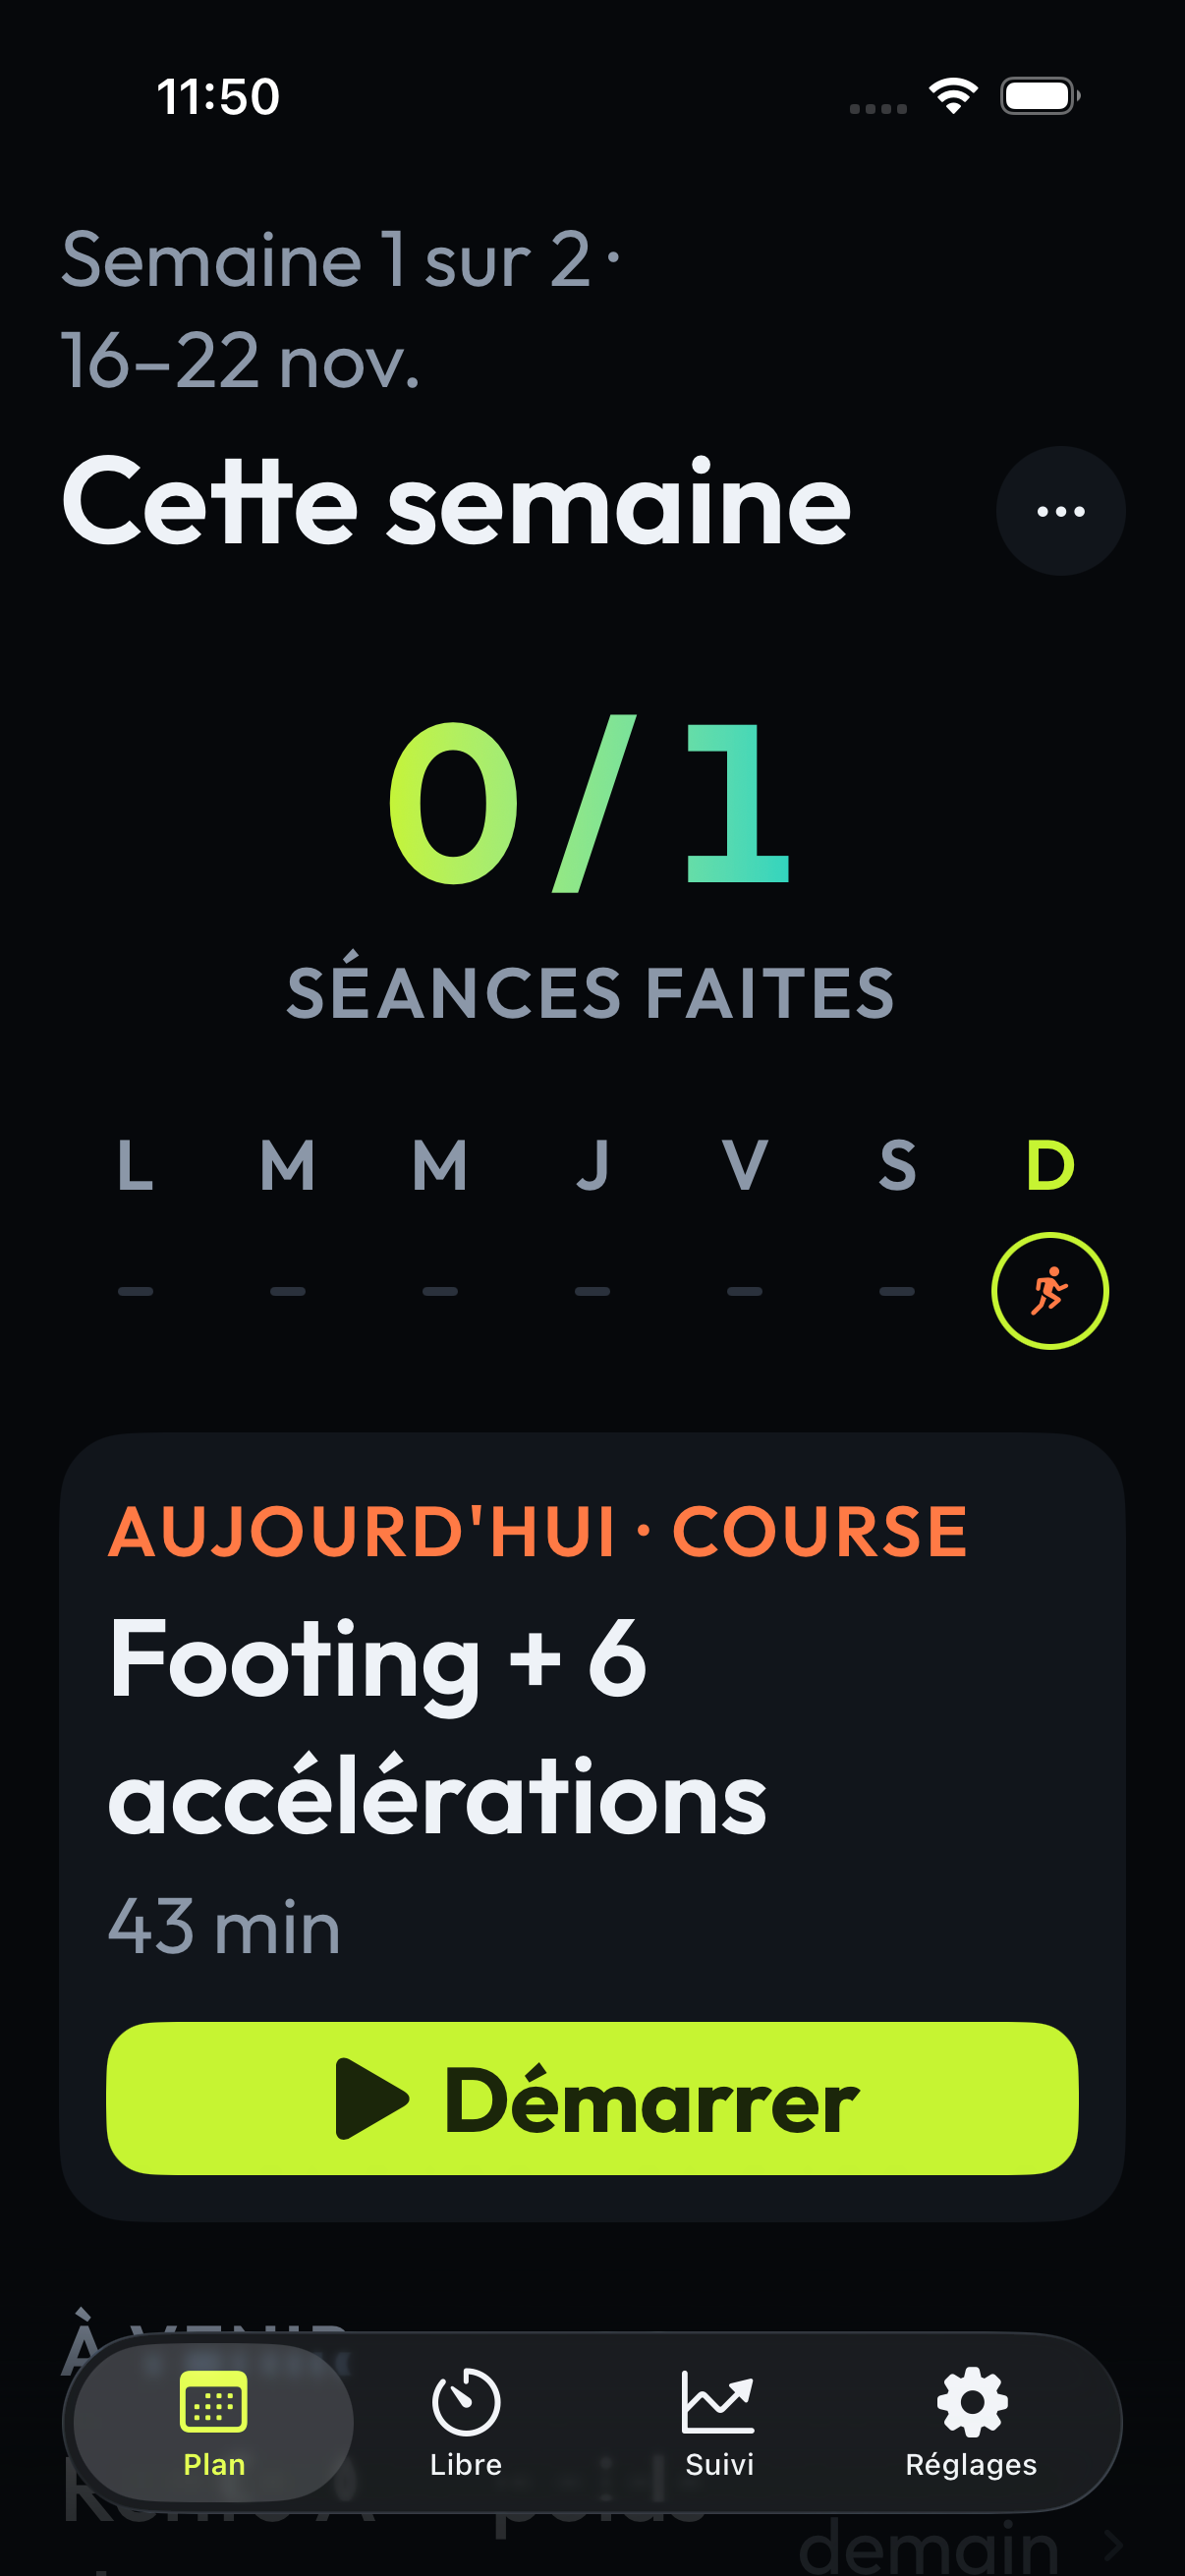 11:50
Semaine 1 sur 2 ·
16–22 nov.
Cette semaine
0/1
SÉANCES FAITES
L M M J V S D
AUJOURD'HUI · COURSE
Footing + 6
accélérations
43 min
Démarrer
À VENIR
Plan Libre Suivi Réglages
demain